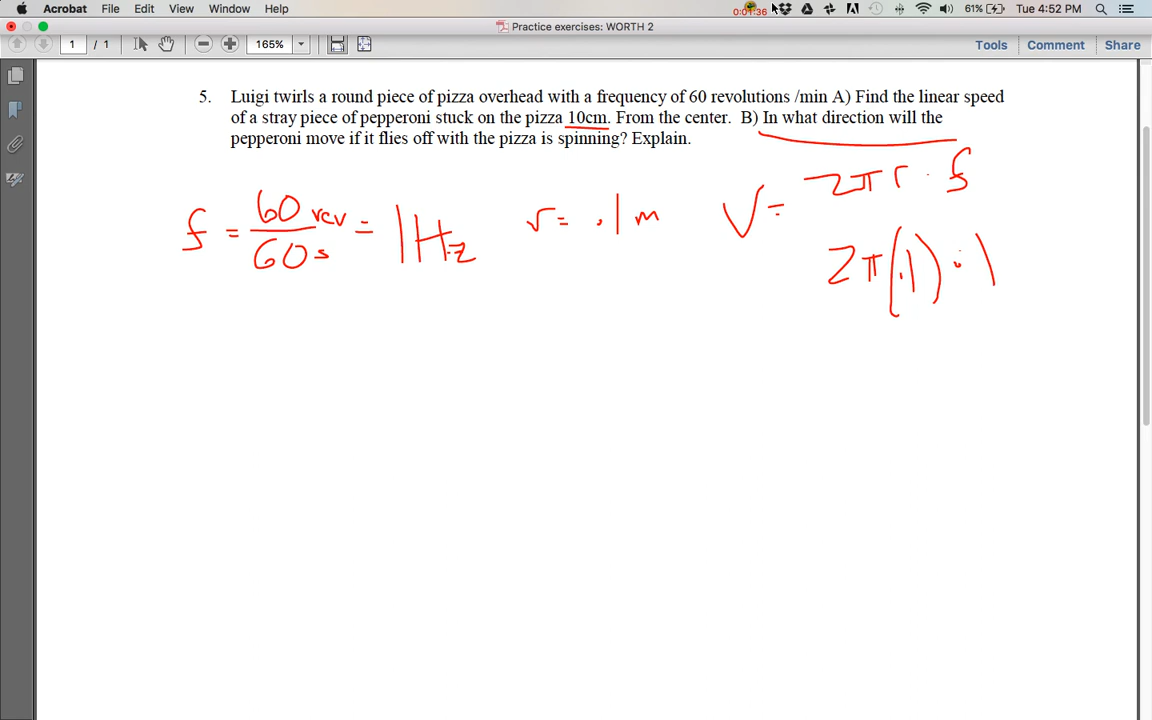 Acrobat File Edit View Window Help 0:01:36 61% Tue 4:52 PM
Practice exercises: WORTH 2
1 / 1 165% Tools Comment Share
5. Luigi twirls a round piece of pizza overhead with a frequency of 60 revolutions /min A) Find the linear speed
of a stray piece of pepperoni stuck on the pizza 10cm. From the center. B) In what direction will the
pepperoni move if it flies off with the pizza is spinning? Explain.
f = 60 rev / 60 s = 1 Hz r = .1 m V = 2πr · f
2π(.1) · 1